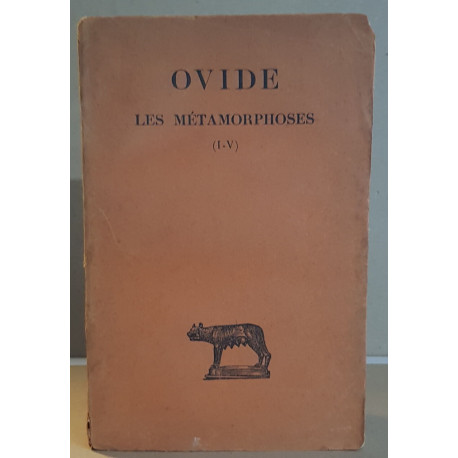 OVIDE
LES MÉTAMORPHOSES
(I-V)